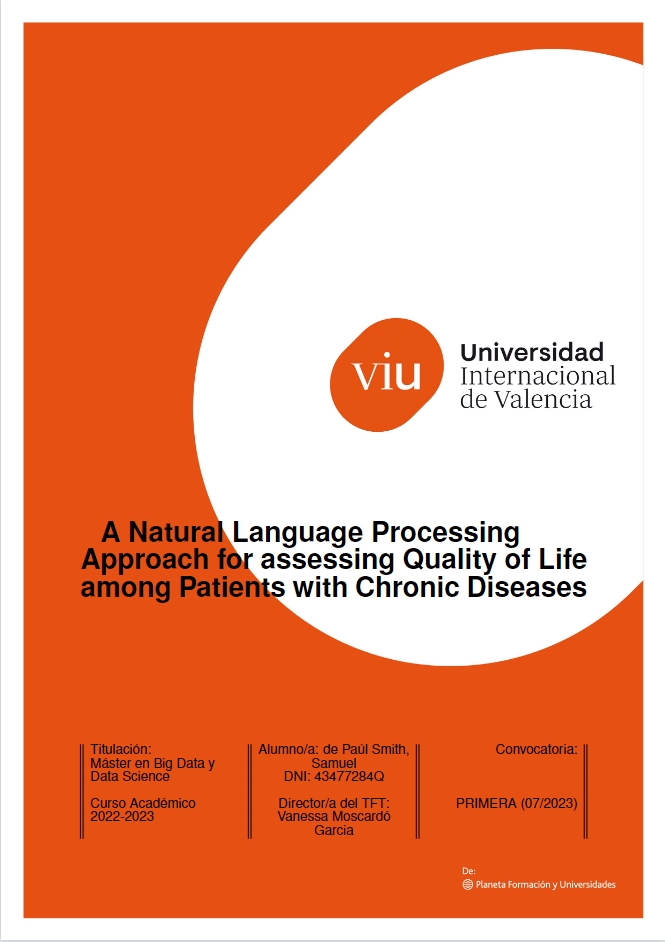 viu
Universidad
Internacional
de Valencia
A Natural Language Processing
Approach for assessing Quality of Life
among Patients with Chronic Diseases
Titulación:
Máster en Big Data y
Data Science
Curso Académico
2022-2023
Alumno/a: de Paúl Smith,
Samuel
DNI: 43477284Q
Director/a del TFT:
Vanessa Moscardó
Garcia
Convocatoria:
PRIMERA (07/2023)
De:
Planeta Formación y Universidades